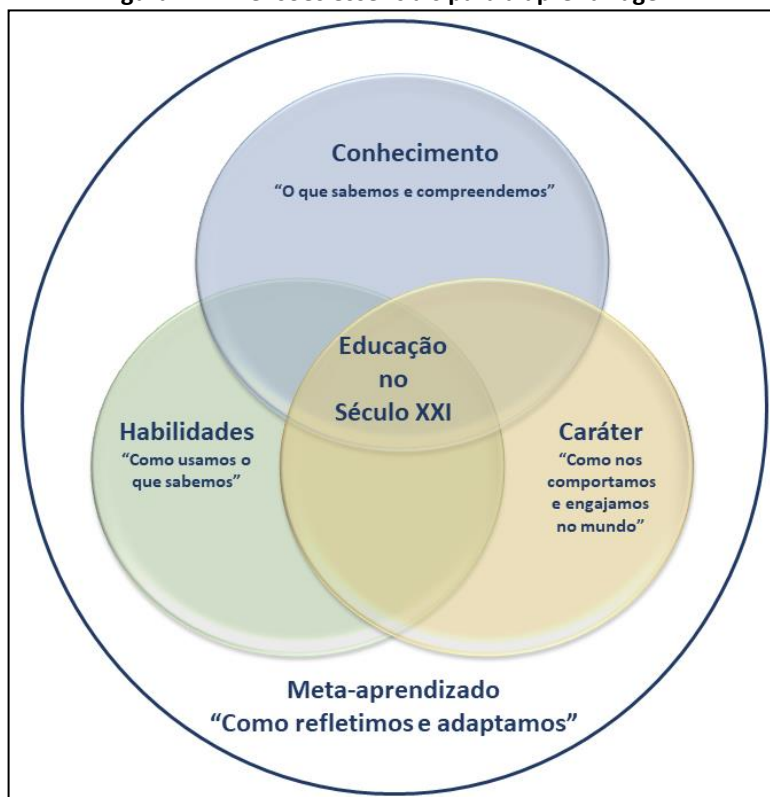 Conhecimento
“O que sabemos e compreendemos”
Educação
no
Século XXI
Habilidades
“Como usamos o
que sabemos”
Caráter
“Como nos
comportamos
e engajamos
no mundo”
Meta-aprendizado
“Como refletimos e adaptamos”